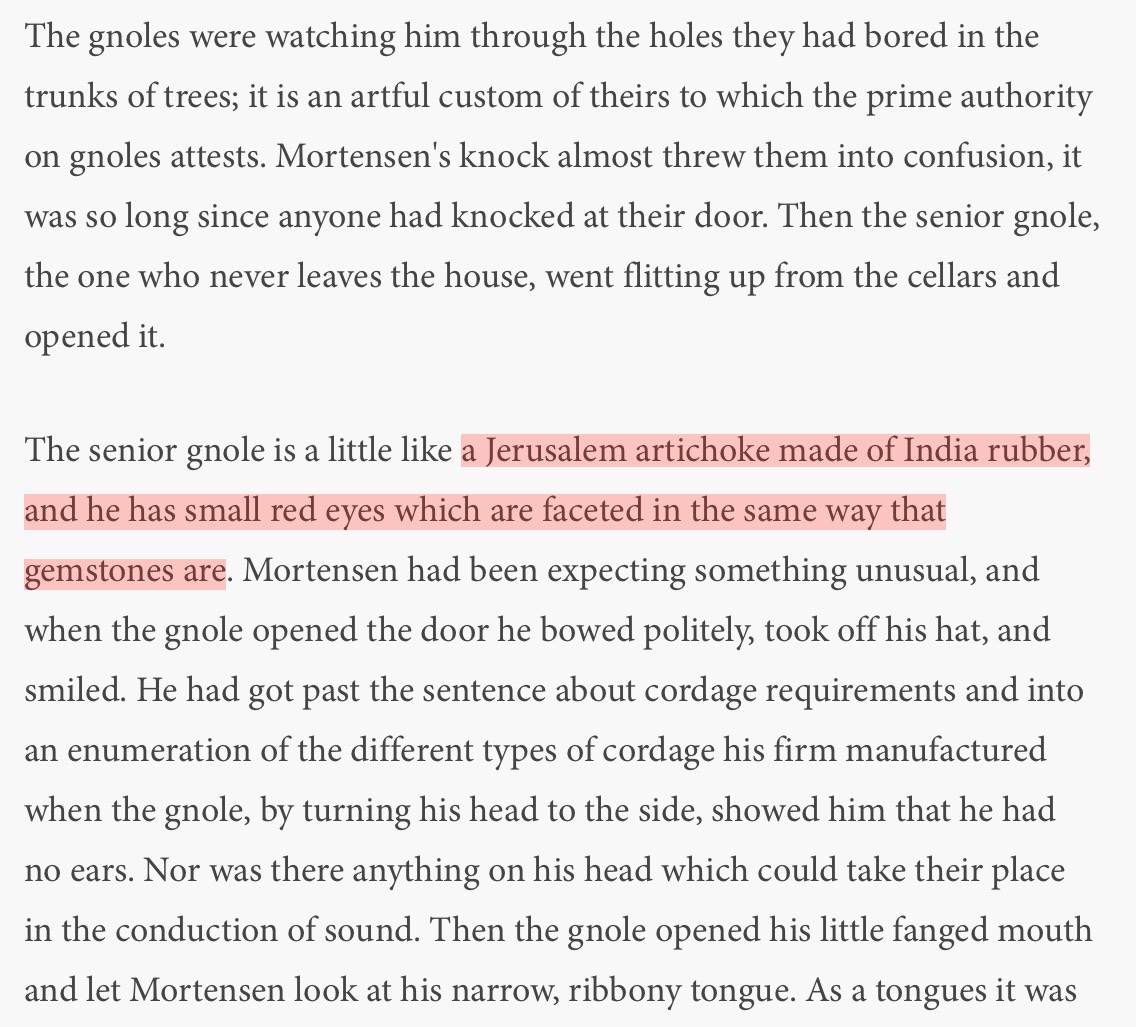 The gnoles were watching him through the holes they had bored in the
trunks of trees; it is an artful custom of theirs to which the prime authority
on gnoles attests. Mortensen's knock almost threw them into confusion, it
was so long since anyone had knocked at their door. Then the senior gnole,
the one who never leaves the house, went flitting up from the cellars and
opened it.
The senior gnole is a little like a Jerusalem artichoke made of India rubber,
and he has small red eyes which are faceted in the same way that
gemstones are. Mortensen had been expecting something unusual, and
when the gnole opened the door he bowed politely, took off his hat, and
smiled. He had got past the sentence about cordage requirements and into
an enumeration of the different types of cordage his firm manufactured
when the gnole, by turning his head to the side, showed him that he had
no ears. Nor was there anything on his head which could take their place
in the conduction of sound. Then the gnole opened his little fanged mouth
and let Mortensen look at his narrow, ribbony tongue. As a tongues it was